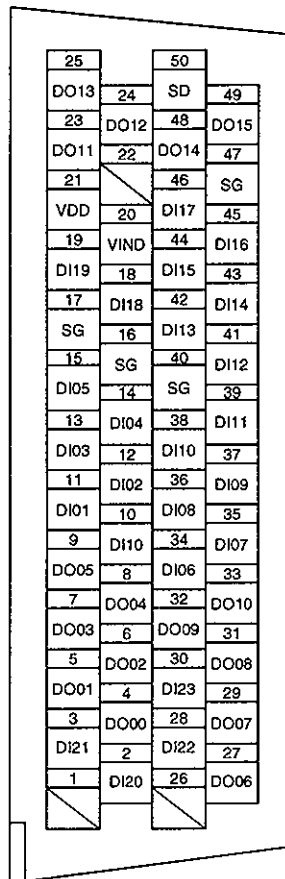 25
DO13
23
DO11
21
VDD
19
DI19
17
SG
15
DI05
13
DI03
11
DI01
9
DO05
7
DO03
5
DO01
3
DI21
1
24
DO12
22
20
VIND
18
DI18
16
SG
14
DI04
12
DI02
10
DI10
8
DO04
6
DO02
4
DO00
2
DI20
50
SD
48
DO14
46
DI17
44
DI15
42
DI13
40
SG
38
DI10
36
DI08
34
DI06
32
DO09
30
DI23
28
DI22
26
49
DO15
47
SG
45
DI16
43
DI14
41
DI12
39
DI11
37
DI09
35
DI07
33
DO10
31
DO08
29
DO07
27
DO06